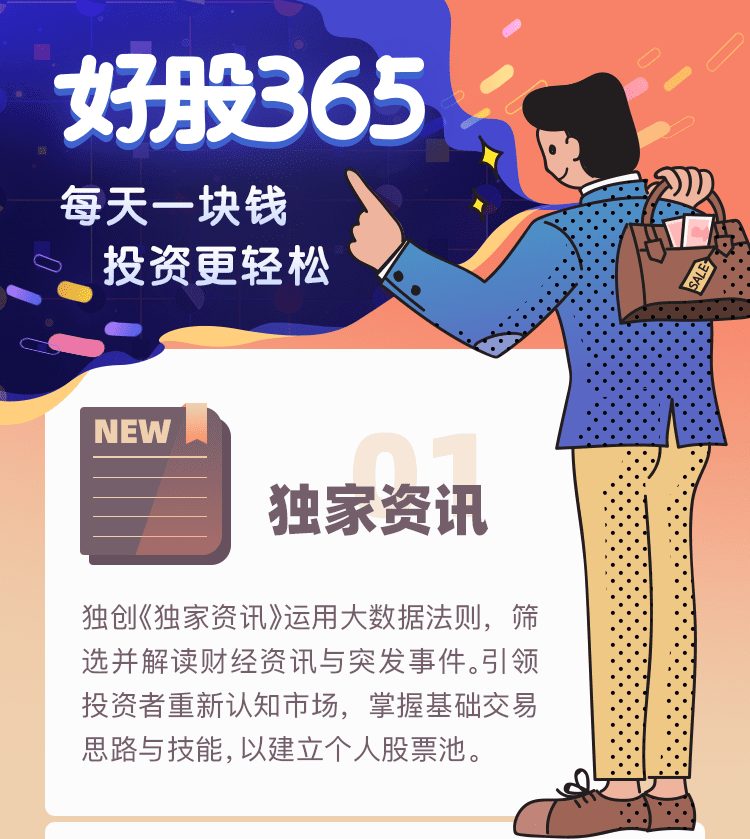 好股365
每天一块钱
投资更轻松
SALE
NEW
01
独家资讯
独创《独家资讯》运用大数据法则，筛
选并解读财经资讯与突发事件。引领
投资者重新认知市场，掌握基础交易
思路与技能，以建立个人股票池。